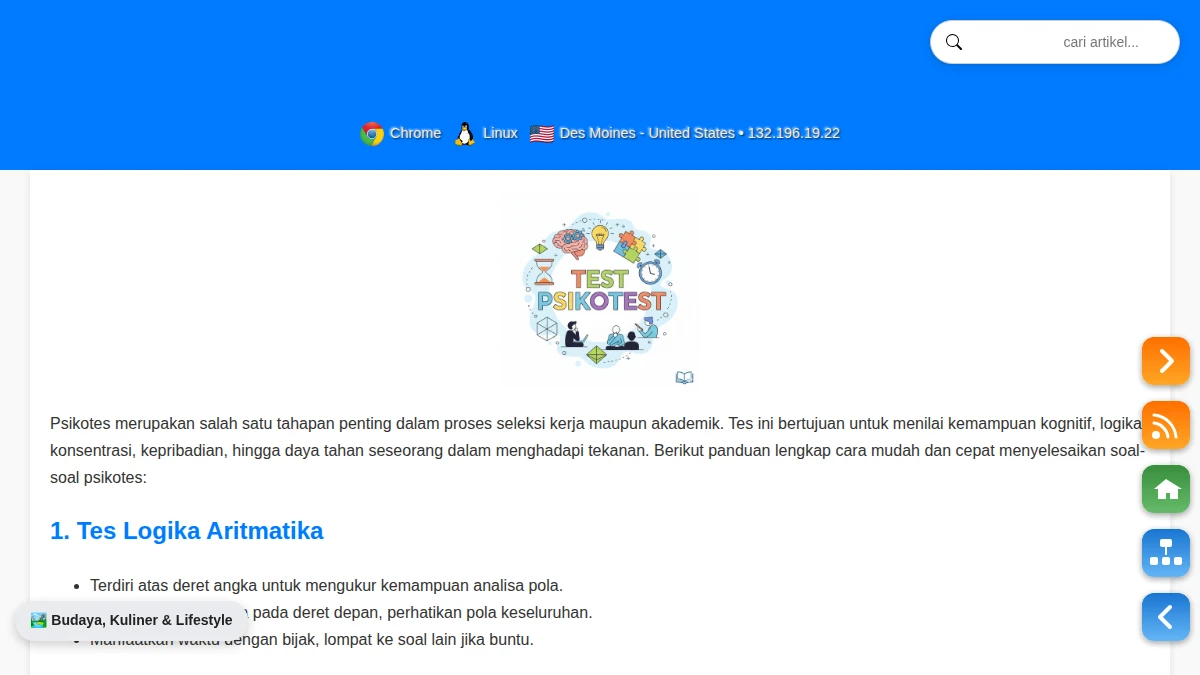 cari artikel...
Chrome Linux Des Moines - United States • 132.196.19.22
TEST
PSIKOTEST
Psikotes merupakan salah satu tahapan penting dalam proses seleksi kerja maupun akademik. Tes ini bertujuan untuk menilai kemampuan kognitif, logika
konsentrasi, kepribadian, hingga daya tahan seseorang dalam menghadapi tekanan. Berikut panduan lengkap cara mudah dan cepat menyelesaikan soal-
soal psikotes:
1. Tes Logika Aritmatika
• Terdiri atas deret angka untuk mengukur kemampuan analisa pola.
pada deret depan, perhatikan pola keseluruhan.
• Manfaatkan waktu dengan bijak, lompat ke soal lain jika buntu.
Budaya, Kuliner & Lifestyle